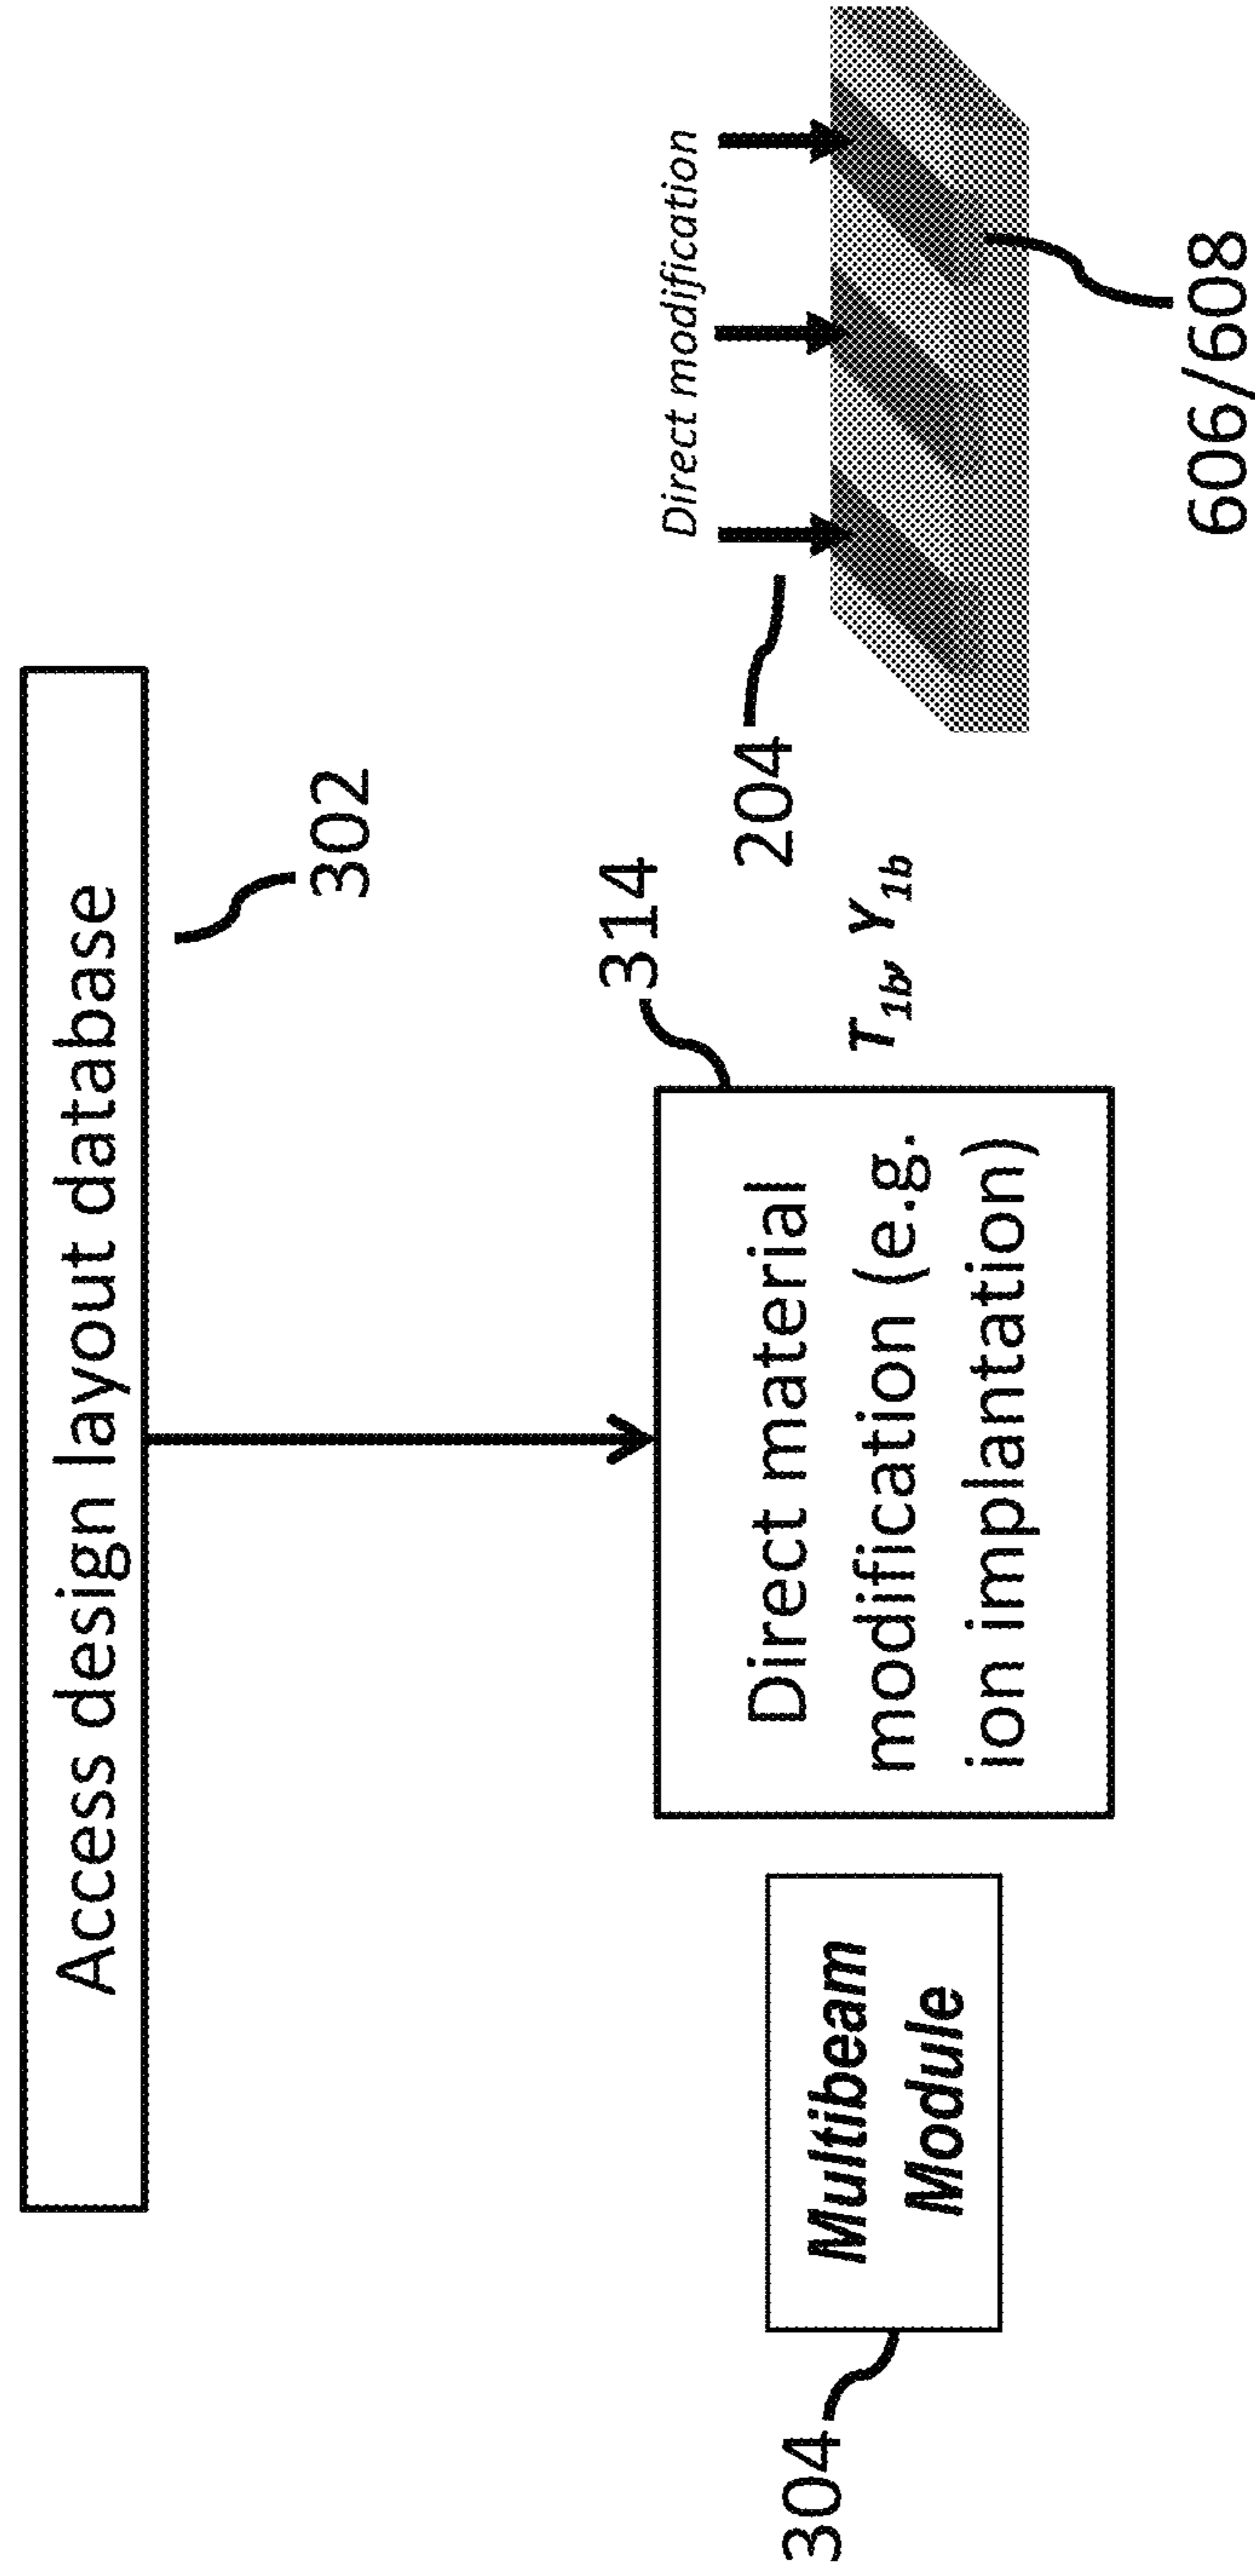 Access design layout database
302
304
Multibeam
Module
Direct material
modification (e.g.
ion implantation)
314
T1b, Y1b
204
Direct modification
606/608